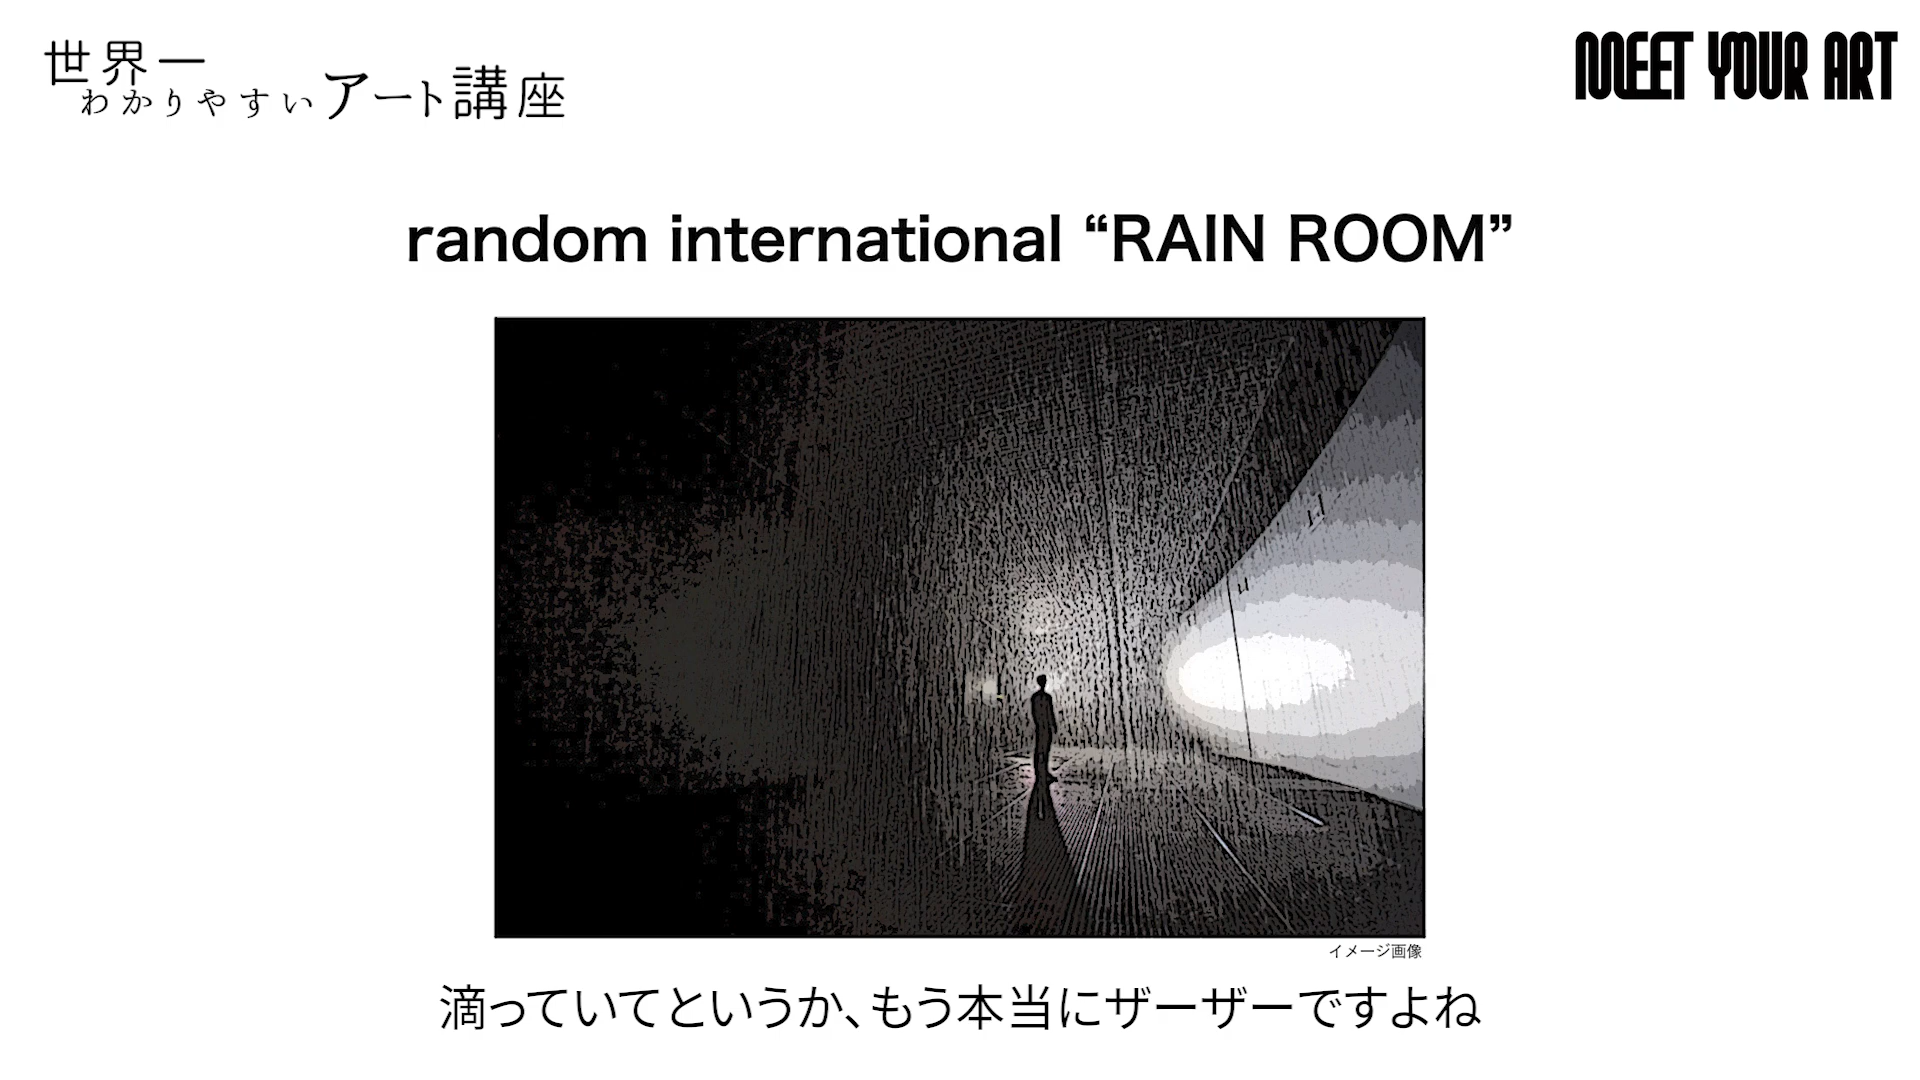 世界一
わかりやすいアート講座
MEET YOUR ART
random international “RAIN ROOM”
イメージ画像
滴っていてというか、もう本当にザーザーですよね